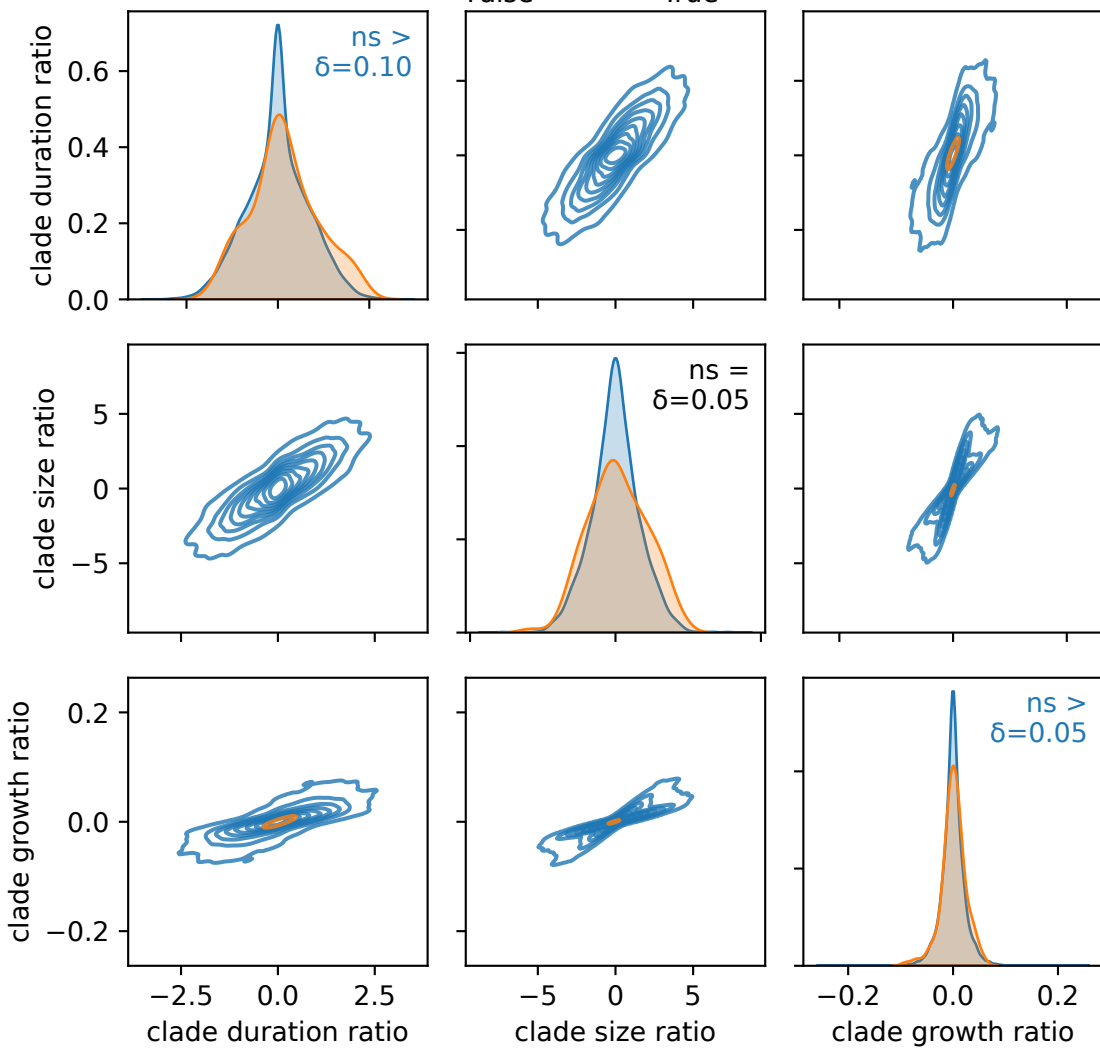 clade duration ratio
0.6
0.4
0.2
0.0
ns >
δ=0.10
clade size ratio
5
0
−5
ns =
δ=0.05
clade growth ratio
0.2
0.0
−0.2
ns >
δ=0.05
−2.5 0.0 2.5
−5 0 5
−0.2 0.0 0.2
clade duration ratio
clade size ratio
clade growth ratio